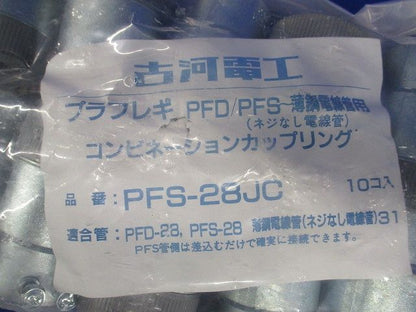 古河電工
プラフレキ PFD/PFS-薄鋼電線管用
(ネジなし電線管)
コンビネーションカップリング
品番:PFS-28JC 10コ入
適合管:PFD-28, PFS-28 薄鋼電線管(ネジなし電線管)31
PFS管側は差込むだけで確実に接続できます。